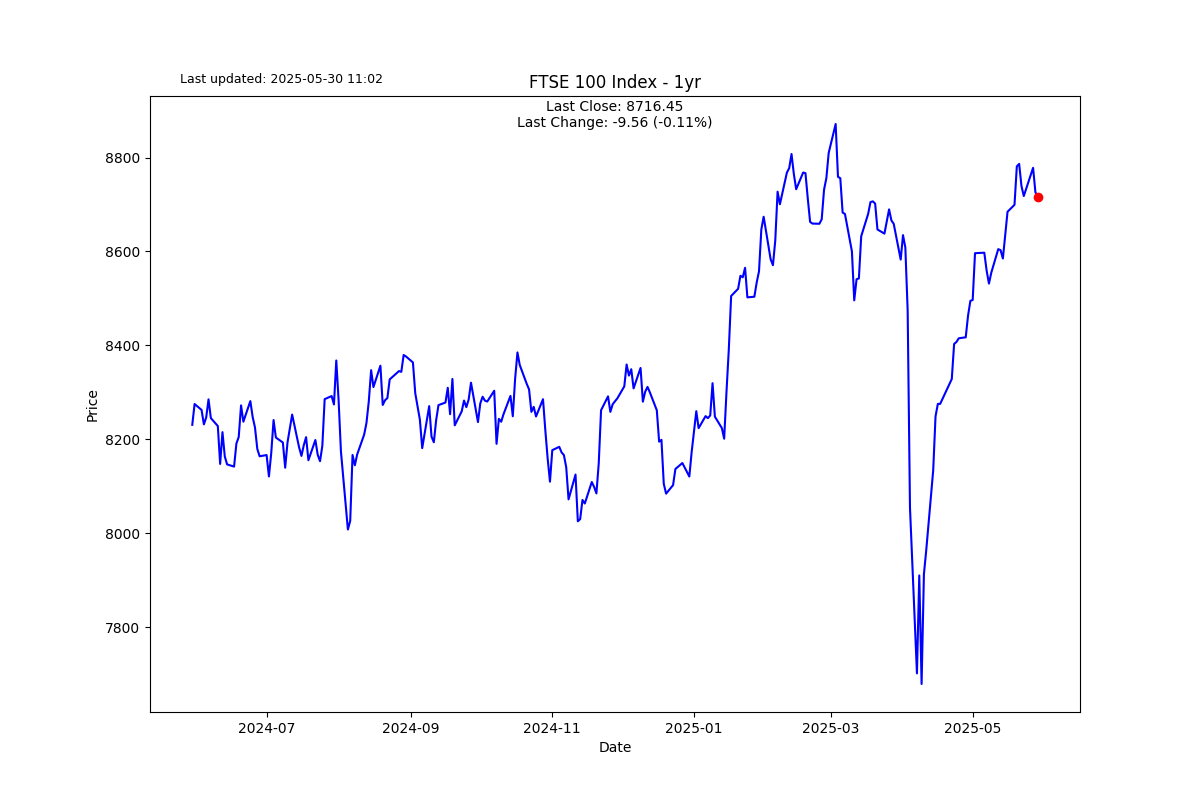 Last updated: 2025-05-30 11:02
FTSE 100 Index - 1yr
Last Close: 8716.45
Last Change: -9.56 (-0.11%)
8800
8600
8400
8200
8000
7800
Price
2024-07
2024-09
2024-11
2025-01
2025-03
2025-05
Date